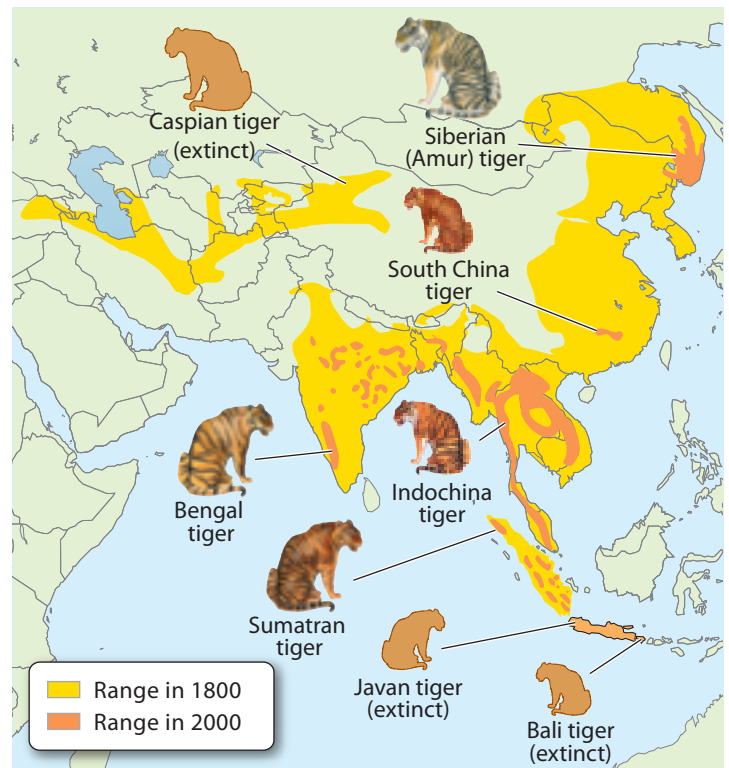 Caspian tiger
(extinct)
Siberian
(Amur) tiger
South China
tiger
Bengal
tiger
Indochina
tiger
Sumatran
tiger
Javan tiger
(extinct)
Bali tiger
(extinct)
Range in 1800
Range in 2000